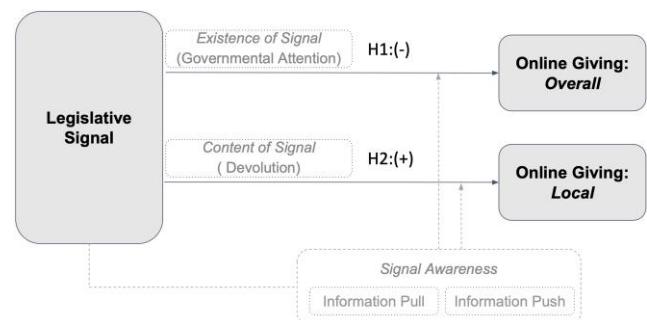 Legislative
Signal
Existence of Signal
(Governmental Attention)
H1:(-)
Online Giving:
Overall
Content of Signal
( Devolution)
H2:(+)
Online Giving:
Local
Signal Awareness
Information Pull
Information Push